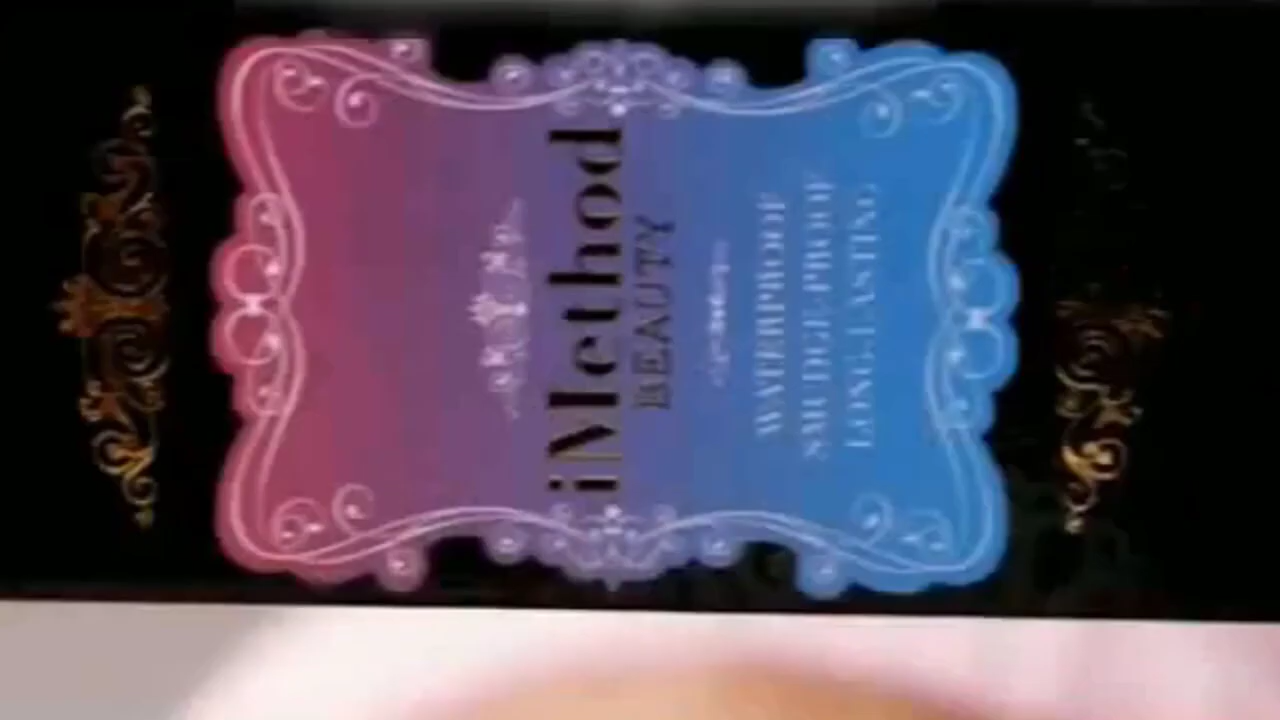 iMethod
BEAUTY
WATERPROOF
SMUDGE-PROOF
LONG-LASTING